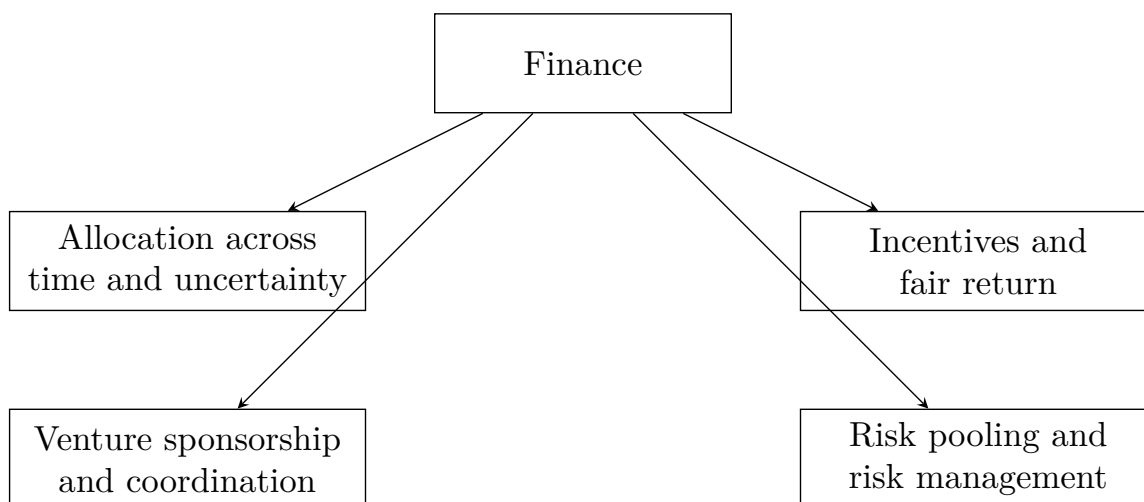 Finance
Allocation across
time and uncertainty
Incentives and
fair return
Venture sponsorship
and coordination
Risk pooling and
risk management